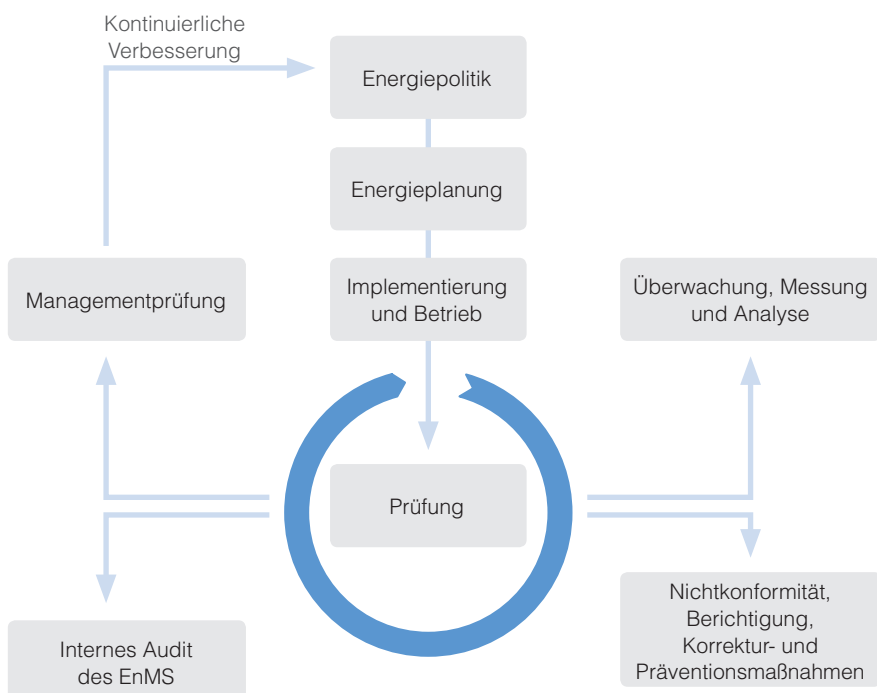 Kontinuierliche
Verbesserung
Energiepolitik
Energieplanung
Implementierung
und Betrieb
Managementprüfung
Überwachung, Messung
und Analyse
Prüfung
Internes Audit
des EnMS
Nichtkonformität,
Berichtigung,
Korrektur- und
Präventionsmaßnahmen